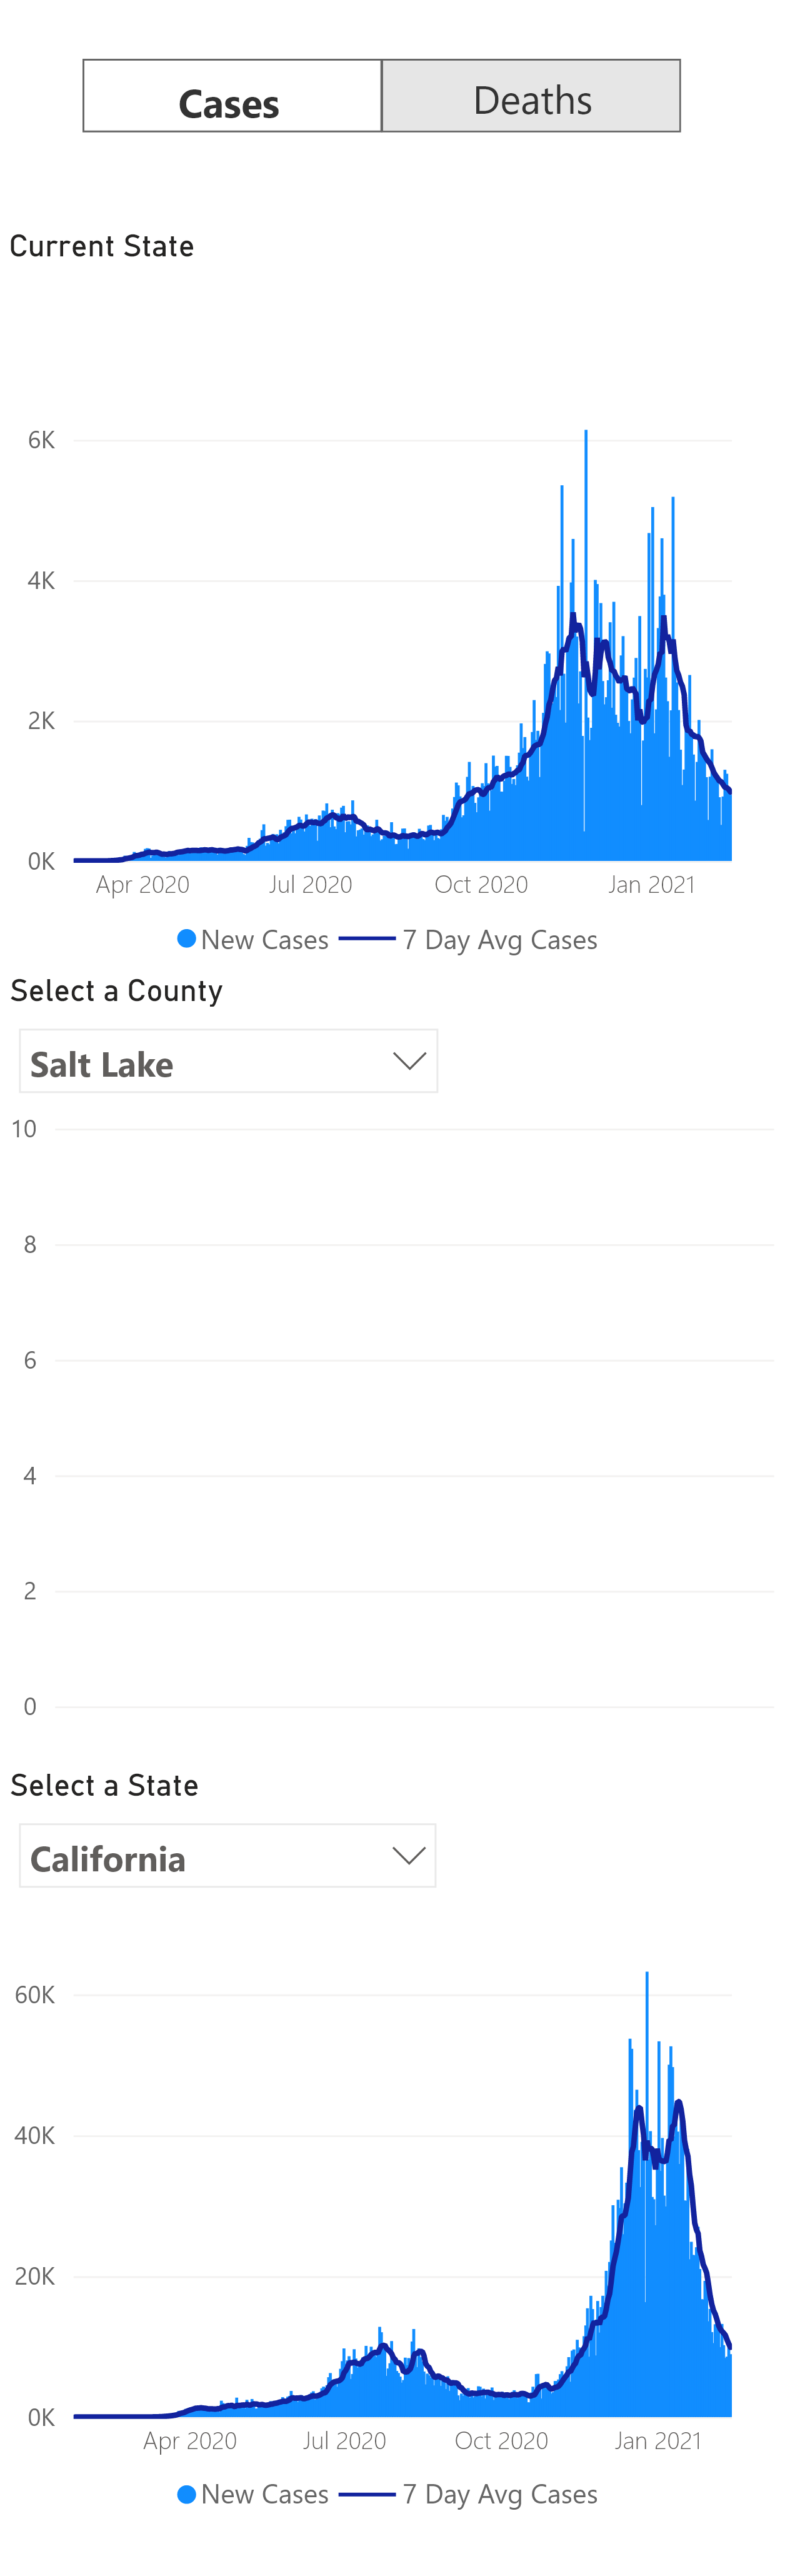 Cases Deaths
Current State
6K
4K
2K
0K
Apr 2020 Jul 2020 Oct 2020 Jan 2021
New Cases 7 Day Avg Cases
Select a County
Salt Lake
10
8
6
4
2
0
Select a State
California
60K
40K
20K
0K
Apr 2020 Jul 2020 Oct 2020 Jan 2021
New Cases 7 Day Avg Cases